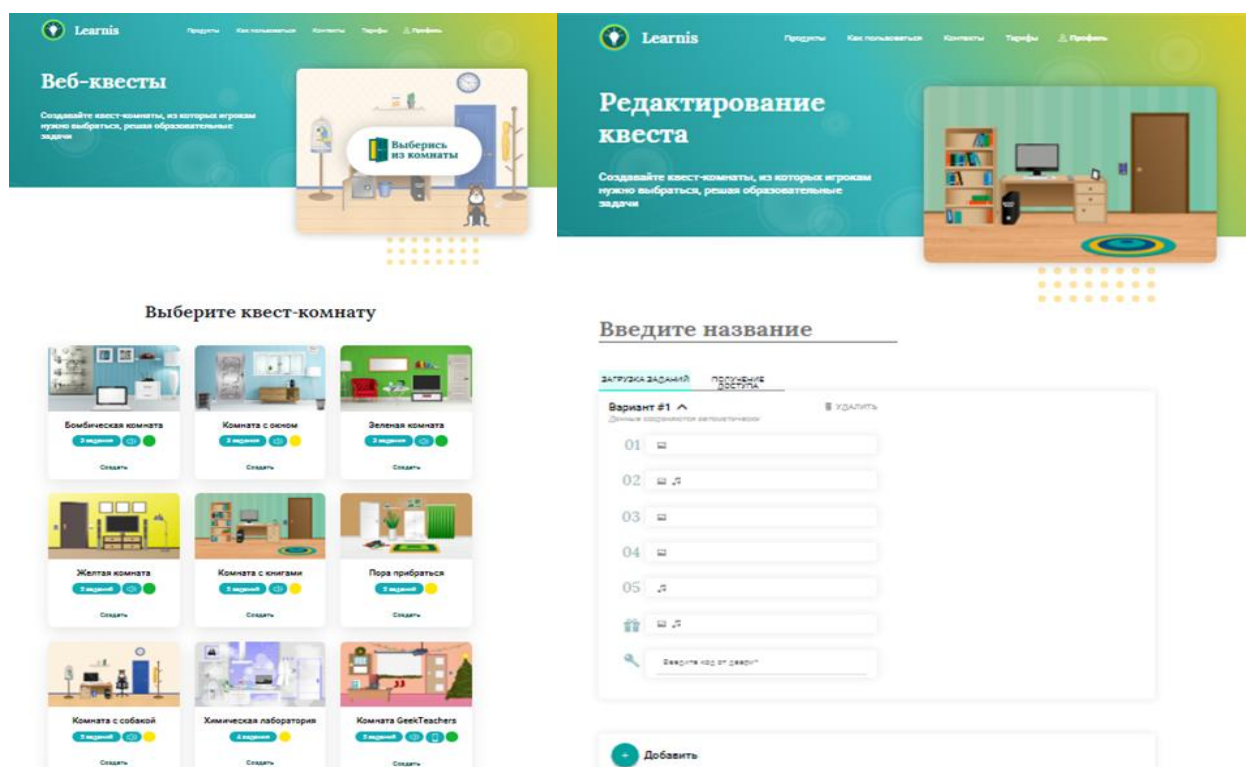 Learnis
Продукты Как пользоваться Контакты Тарифы Профиль
Веб-квесты
Создавайте квест-комнаты, из которых игрокам
нужно выбраться, решая образовательные
задачи
Выберись
из комнаты
Выберите квест-комнату
Бомбическая комната
Комната с окном
Зеленая комната
3 задания
Создать
Создать
Создать
Желтая комната
Комната с книгами
Пора прибраться
Создать
Создать
Создать
Комната с собакой
Химическая лаборатория
Комната GeekTeachers
4 задания
Создать
Создать
Создать
Learnis
Продукты Как пользоваться Контакты Тарифы Профиль
Редактирование
квеста
Создавайте квест-комнаты, из которых игрокам
нужно выбраться, решая образовательные
задачи
Введите название
ЗАГРУЗКА ЗАДАНИЙ ПОЛУЧЕНИЕ
ДОСТУПА
Вариант #1 УДАЛИТЬ
Данные сохраняются автоматически
01
02
03
04
05
Введите код от двери*
+ Добавить